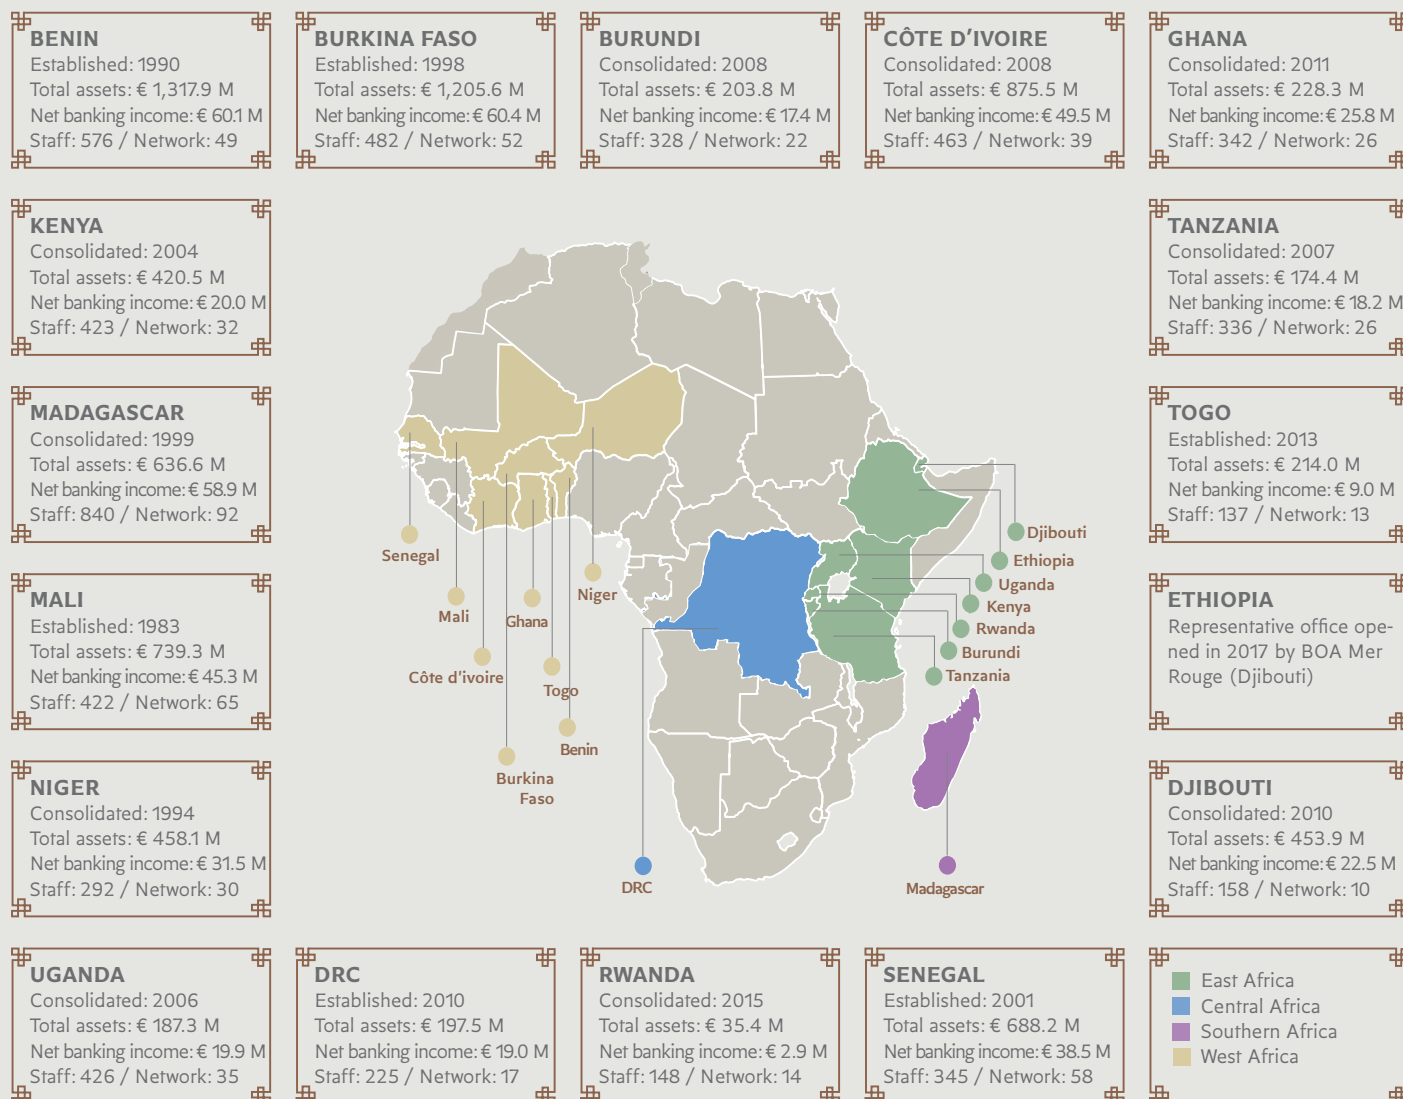 BENIN
Established: 1990
Total assets: € 1,317.9 M
Net banking income: € 60.1 M
Staff: 576 / Network: 49
BURKINA FASO
Established: 1998
Total assets: € 1,205.6 M
Net banking income: € 60.4 M
Staff: 482 / Network: 52
BURUNDI
Consolidated: 2008
Total assets: € 203.8 M
Net banking income: € 17.4 M
Staff: 328 / Network: 22
CÔTE D’IVOIRE
Consolidated: 2008
Total assets: € 875.5 M
Net banking income: € 49.5 M
Staff: 463 / Network: 39
GHANA
Consolidated: 2011
Total assets: € 228.3 M
Net banking income: € 25.8 M
Staff: 342 / Network: 26
KENYA
Consolidated: 2004
Total assets: € 420.5 M
Net banking income: € 20.0 M
Staff: 423 / Network: 32
TANZANIA
Consolidated: 2007
Total assets: € 174.4 M
Net banking income: € 18.2 M
Staff: 336 / Network: 26
MADAGASCAR
Consolidated: 1999
Total assets: € 636.6 M
Net banking income: € 58.9 M
Staff: 840 / Network: 92
TOGO
Established: 2013
Total assets: € 214.0 M
Net banking income: € 9.0 M
Staff: 137 / Network: 13
MALI
Established: 1983
Total assets: € 739.3 M
Net banking income: € 45.3 M
Staff: 422 / Network: 65
ETHIOPIA
Representative office ope-
ned in 2017 by BOA Mer
Rouge (Djibouti)
NIGER
Consolidated: 1994
Total assets: € 458.1 M
Net banking income: € 31.5 M
Staff: 292 / Network: 30
DJIBOUTI
Consolidated: 2010
Total assets: € 453.9 M
Net banking income: € 22.5 M
Staff: 158 / Network: 10
Senegal
Mali
Côte d'ivoire
Burkina
Faso
Ghana
Togo
Benin
Niger
DRC
Djibouti
Ethiopia
Uganda
Kenya
Rwanda
Burundi
Tanzania
Madagascar
UGANDA
Consolidated: 2006
Total assets: € 187.3 M
Net banking income: € 19.9 M
Staff: 426 / Network: 35
DRC
Established: 2010
Total assets: € 197.5 M
Net banking income: € 19.0 M
Staff: 225 / Network: 17
RWANDA
Consolidated: 2015
Total assets: € 35.4 M
Net banking income: € 2.9 M
Staff: 148 / Network: 14
SENEGAL
Established: 2001
Total assets: € 688.2 M
Net banking income: € 38.5 M
Staff: 345 / Network: 58
East Africa
Central Africa
Southern Africa
West Africa